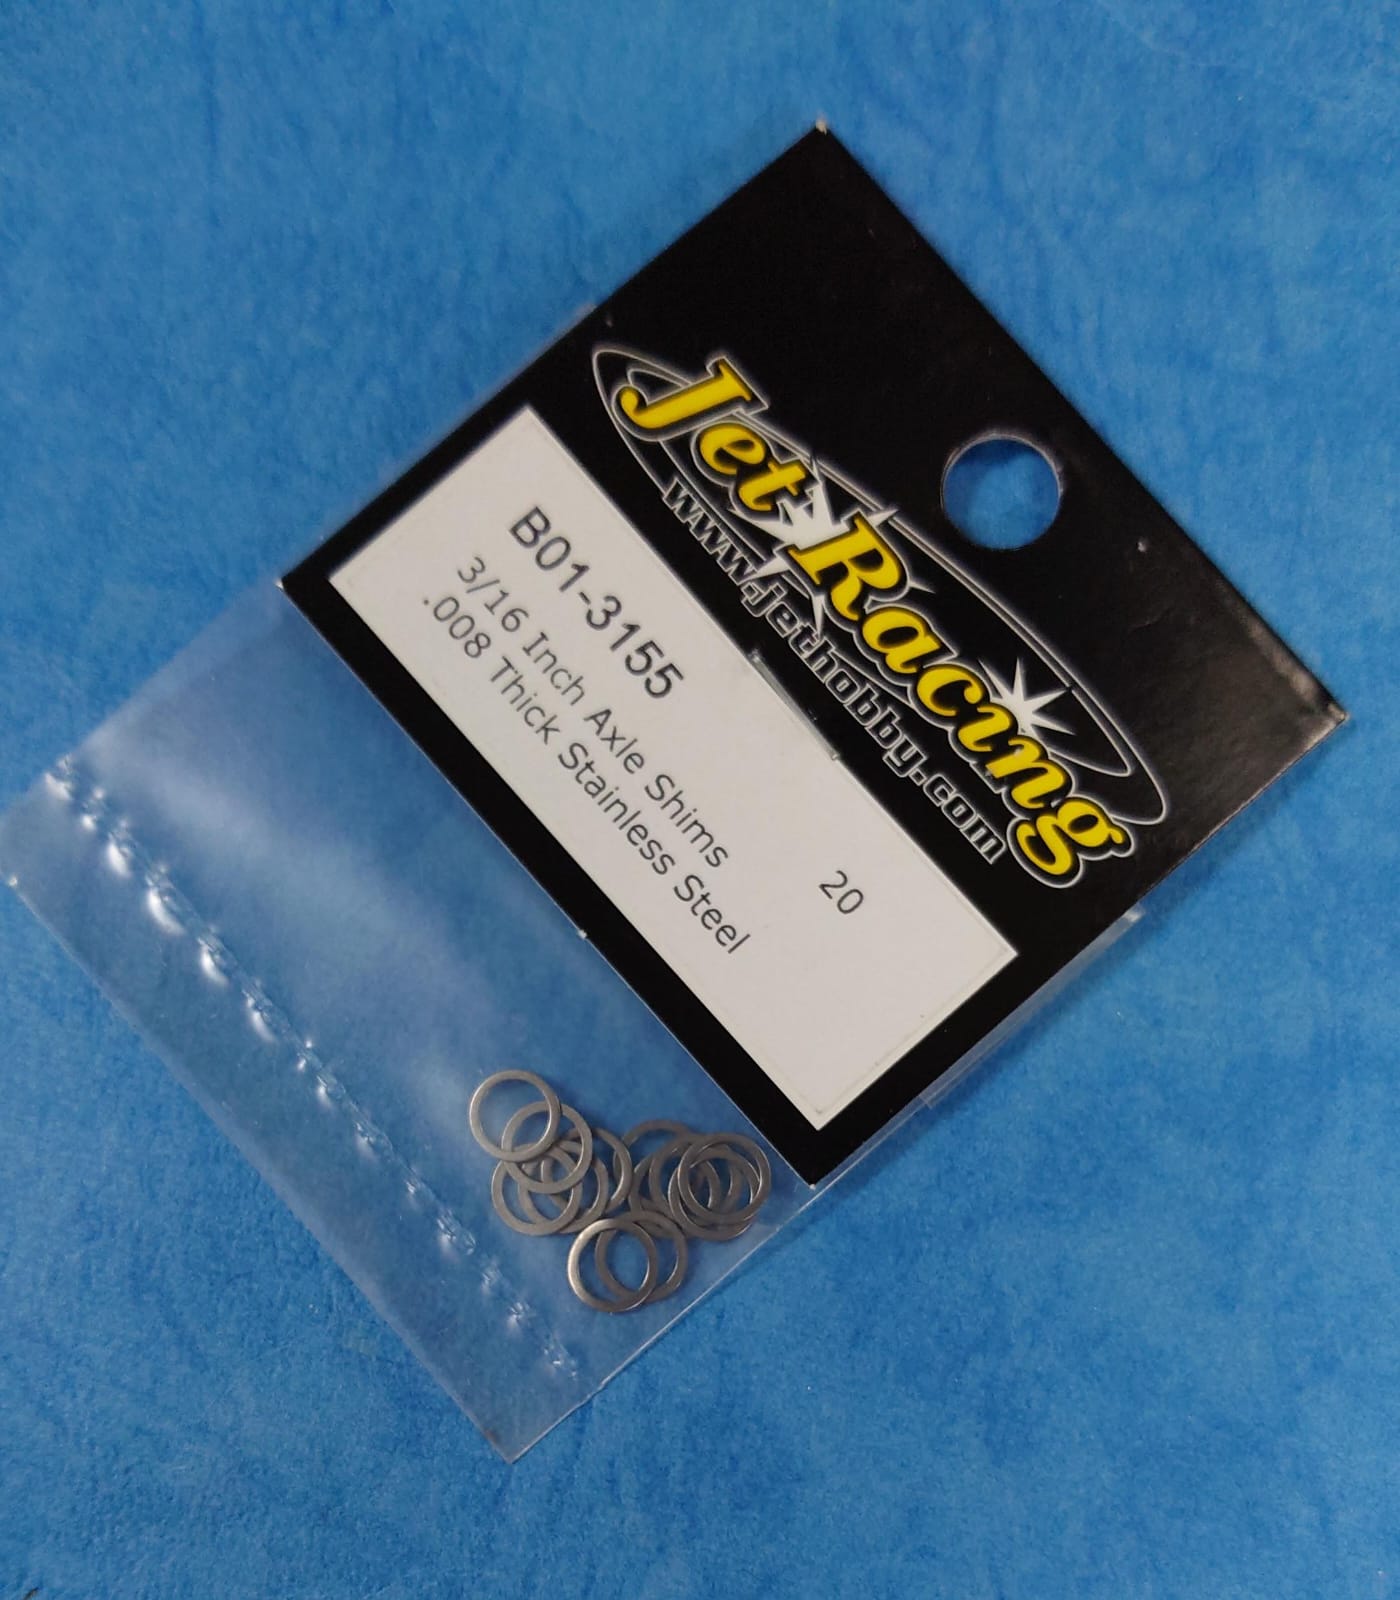 Jet Racing
www.jethobby.com
B01-3155
20
3/16 Inch Axle Shims
.008 Thick Stainless Steel